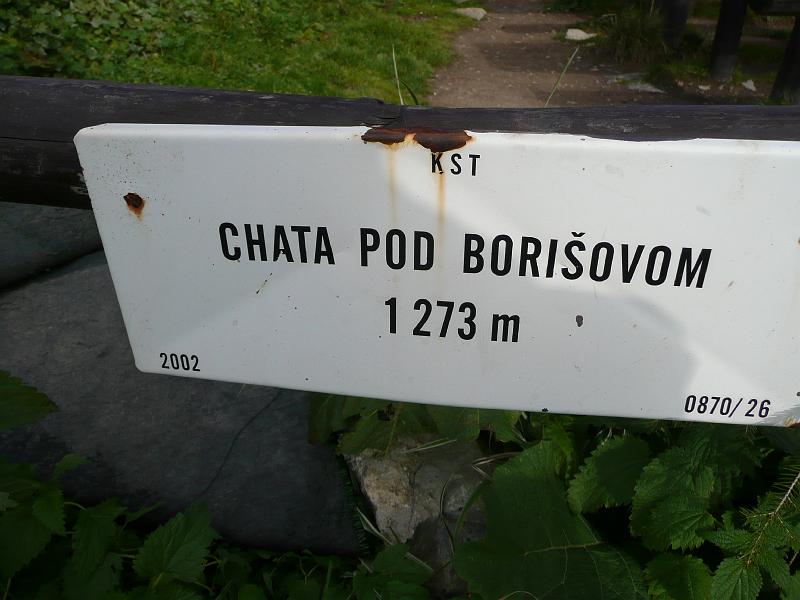 KST
CHATA POD BORIŠOVOM
1 273 m
2002
0870/26